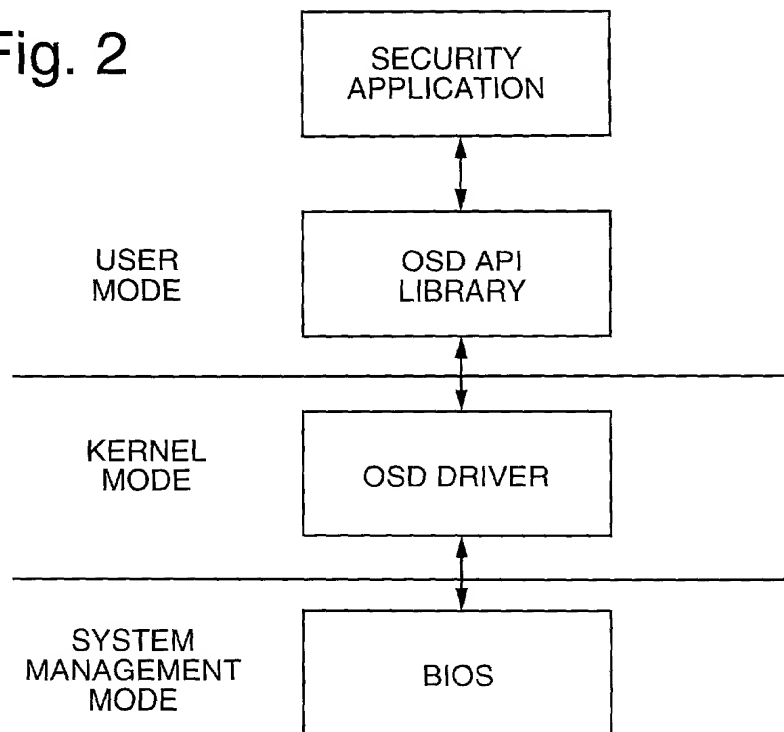 Fig. 2
SECURITY
APPLICATION
USER
MODE
OSD API
LIBRARY
KERNEL
MODE
OSD DRIVER
SYSTEM
MANAGEMENT
MODE
BIOS